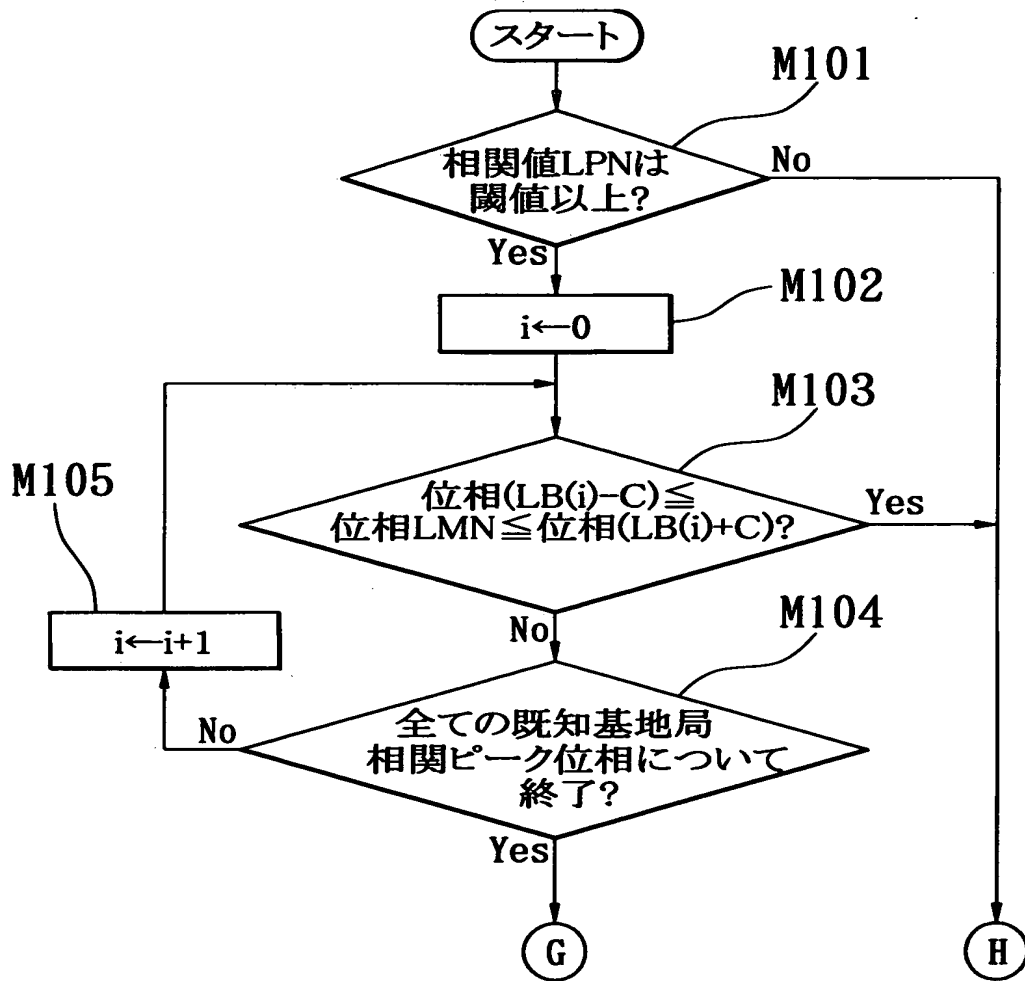 スタート
M101
相関値LPNは
閾値以上?
No
Yes
M102
i←0
M103
位相(LB(i)-C)≦
位相LMN≦位相(LB(i)+C)?
Yes
M105
i←i+1
No
M104
全ての既知基地局
相関ピーク位相について
終了?
No
Yes
G
H